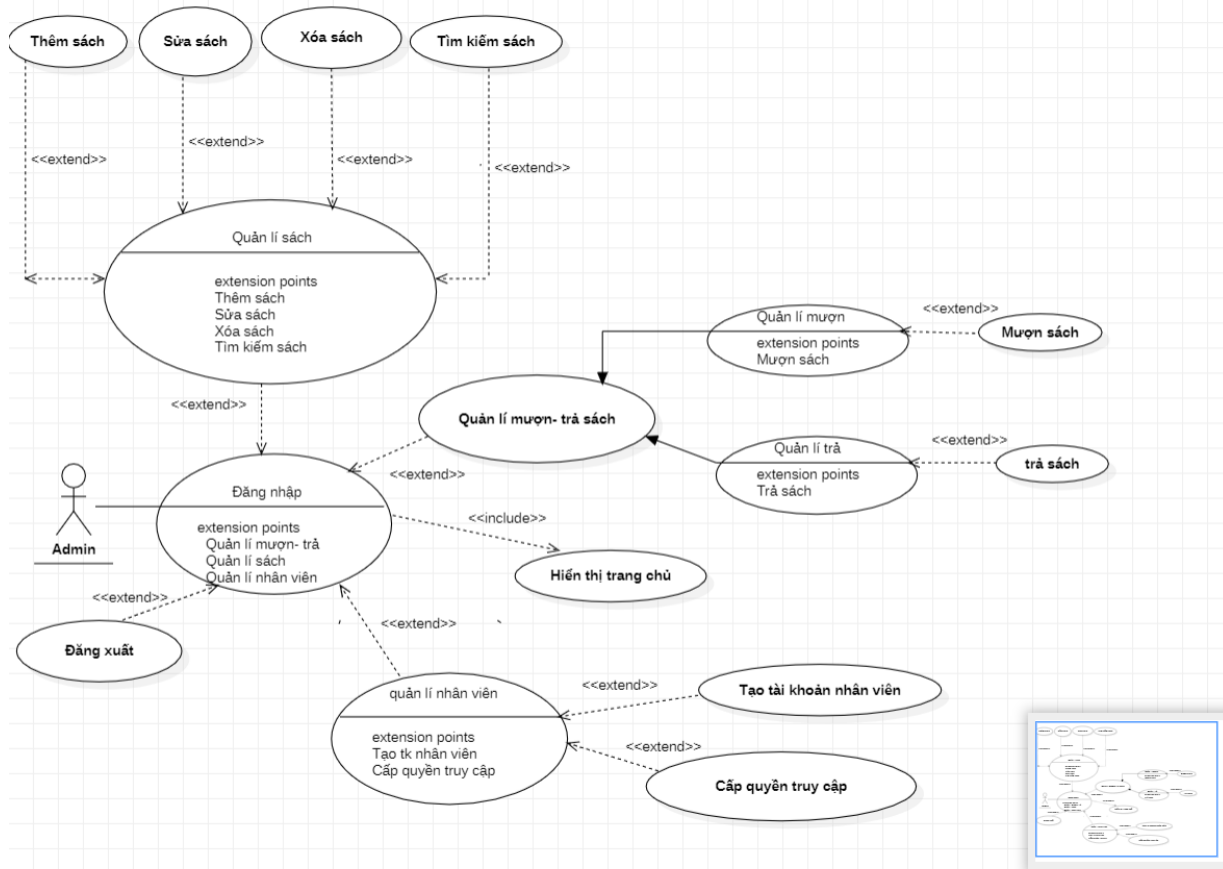 Thêm sách
Sửa sách
Xóa sách
Tìm kiếm sách
<<extend>>
<<extend>>
<<extend>>
<<extend>>
Quản lí sách
extension points
Thêm sách
Sửa sách
Xóa sách
Tìm kiếm sách
<<extend>>
Quản lí mượn
extension points
Mượn sách
<<extend>>
Mượn sách
Quản lí mượn- trả sách
<<extend>>
Quản lí trả
extension points
Trả sách
<<extend>>
trả sách
Đăng nhập
extension points
Quản lí mượn- trả
Quản lí sách
Quản lí nhân viên
Admin
<<include>>
Hiển thị trang chủ
<<extend>>
Đăng xuất
<<extend>>
quản lí nhân viên
extension points
Tạo tk nhân viên
Cấp quyền truy cập
<<extend>>
Tạo tài khoản nhân viên
<<extend>>
Cấp quyền truy cập